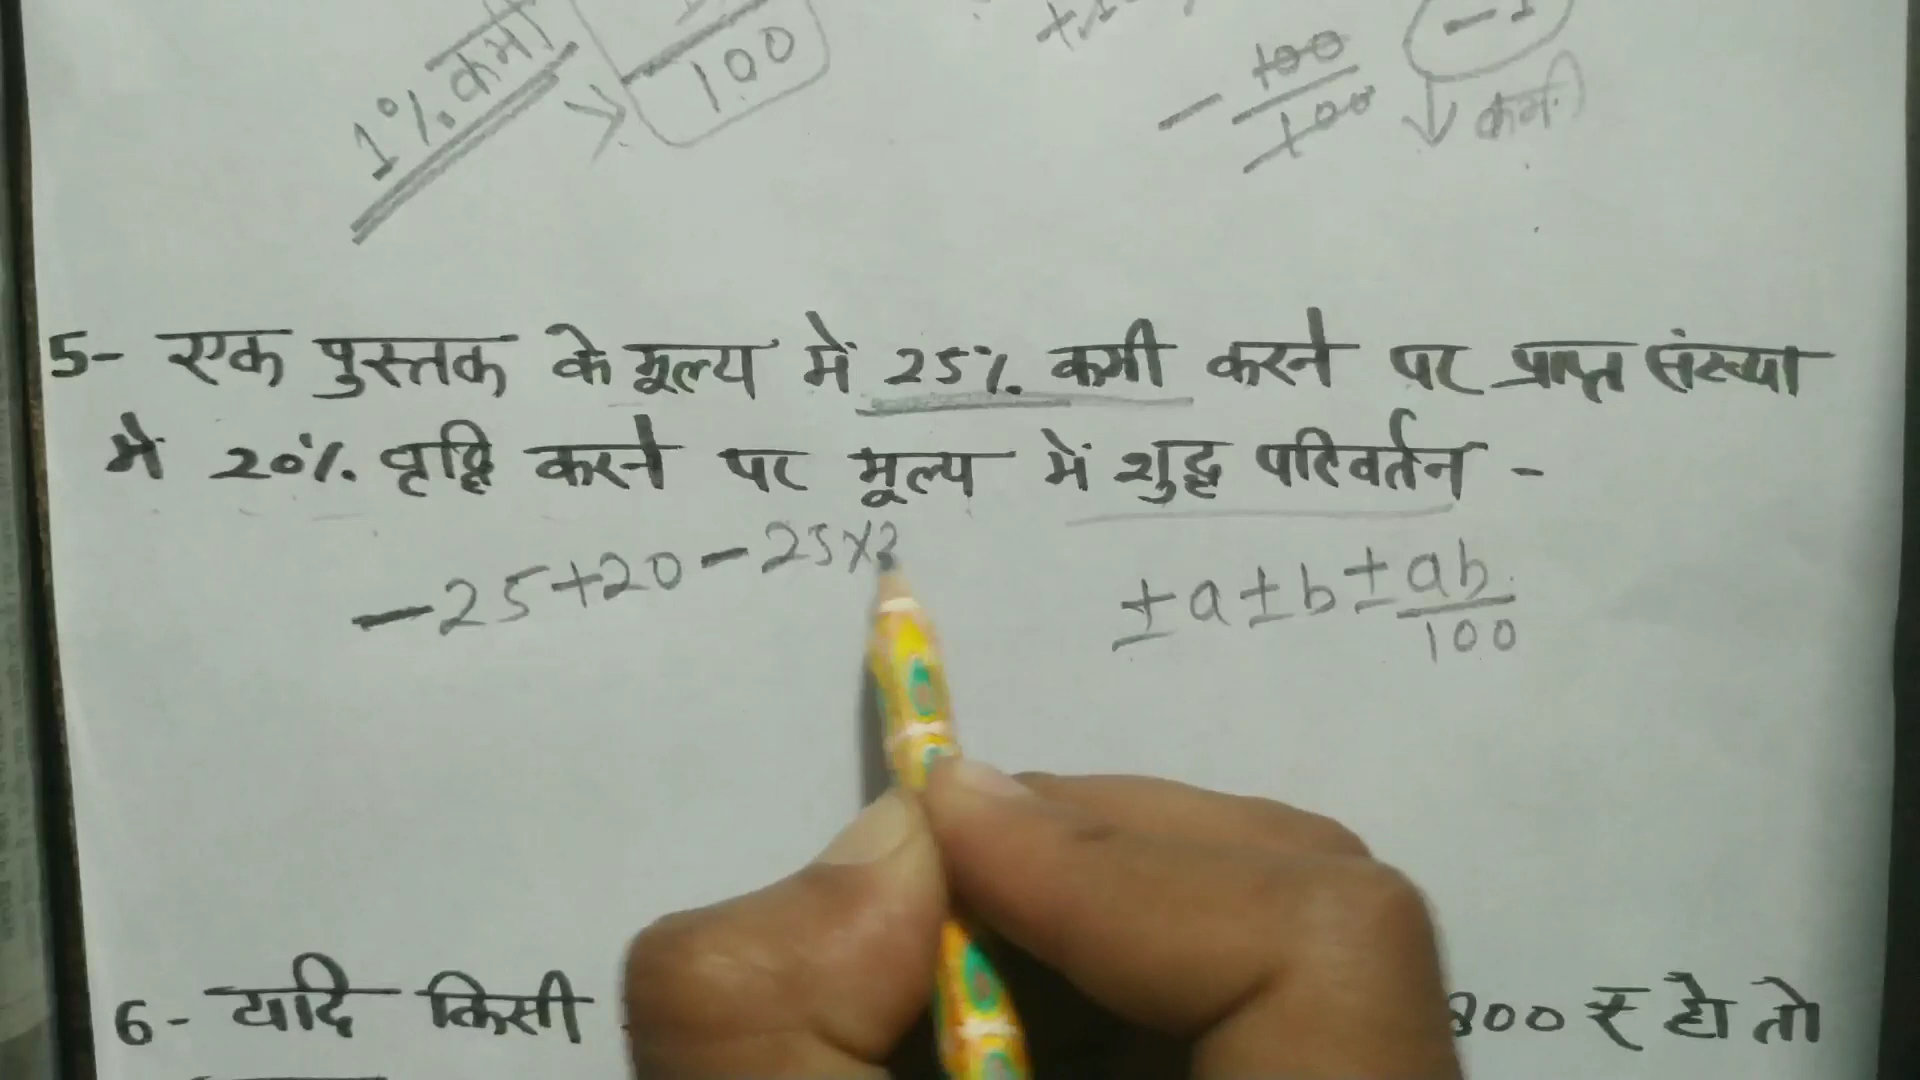 1% कमी
100
- 100/100
-1
कमी
5- एक पुस्तक के मूल्य में 25% कमी करने पर प्राप्त संख्या
में 20% वृद्धि करने पर मूल्य में शुद्ध परिवर्तन -
-25+20-25×2
±a±b±ab/100
6- यदि किसी
800 ₹ हो तो